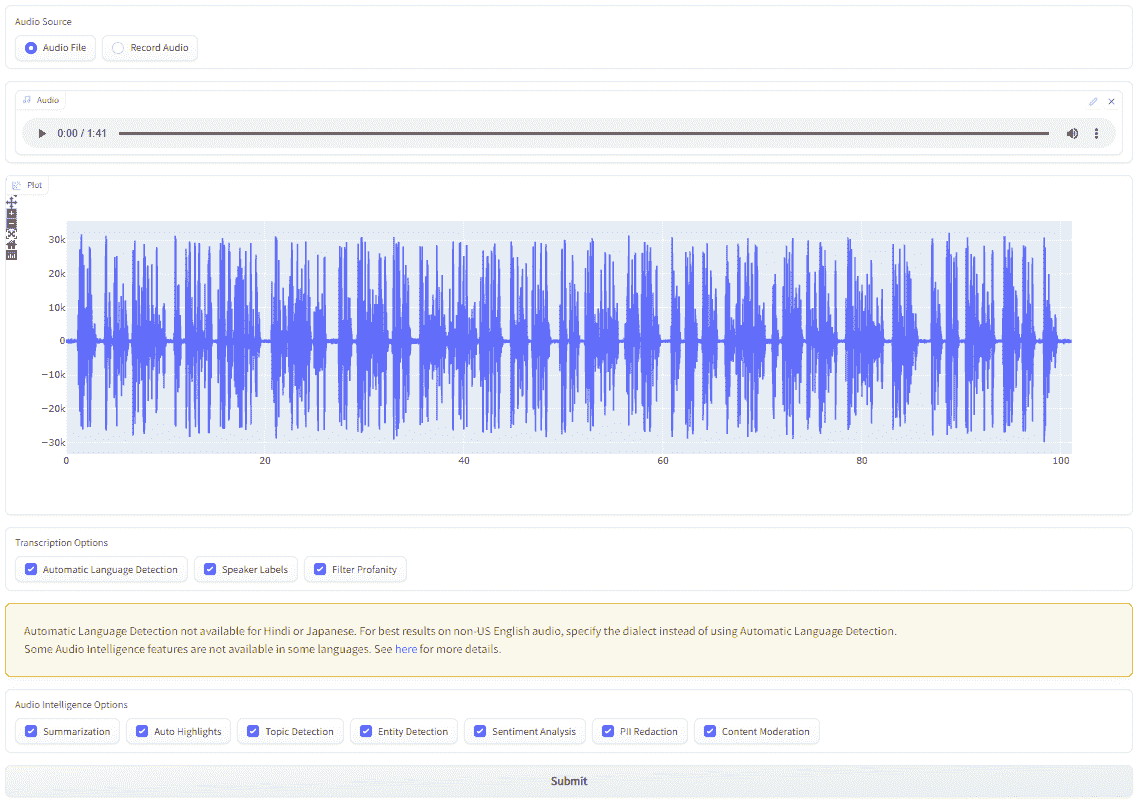 Audio Source
Audio File Record Audio
Audio
0:00 / 1:41
Plot
30k
20k
10k
0
−10k
−20k
−30k
0 20 40 60 80 100
Transcription Options
Automatic Language Detection Speaker Labels Filter Profanity
Automatic Language Detection not available for Hindi or Japanese. For best results on non-US English audio, specify the dialect instead of using Automatic Language Detection.
Some Audio Intelligence features are not available in some languages. See here for more details.
Audio Intelligence Options
Summarization Auto Highlights Topic Detection Entity Detection Sentiment Analysis PII Redaction Content Moderation
Submit